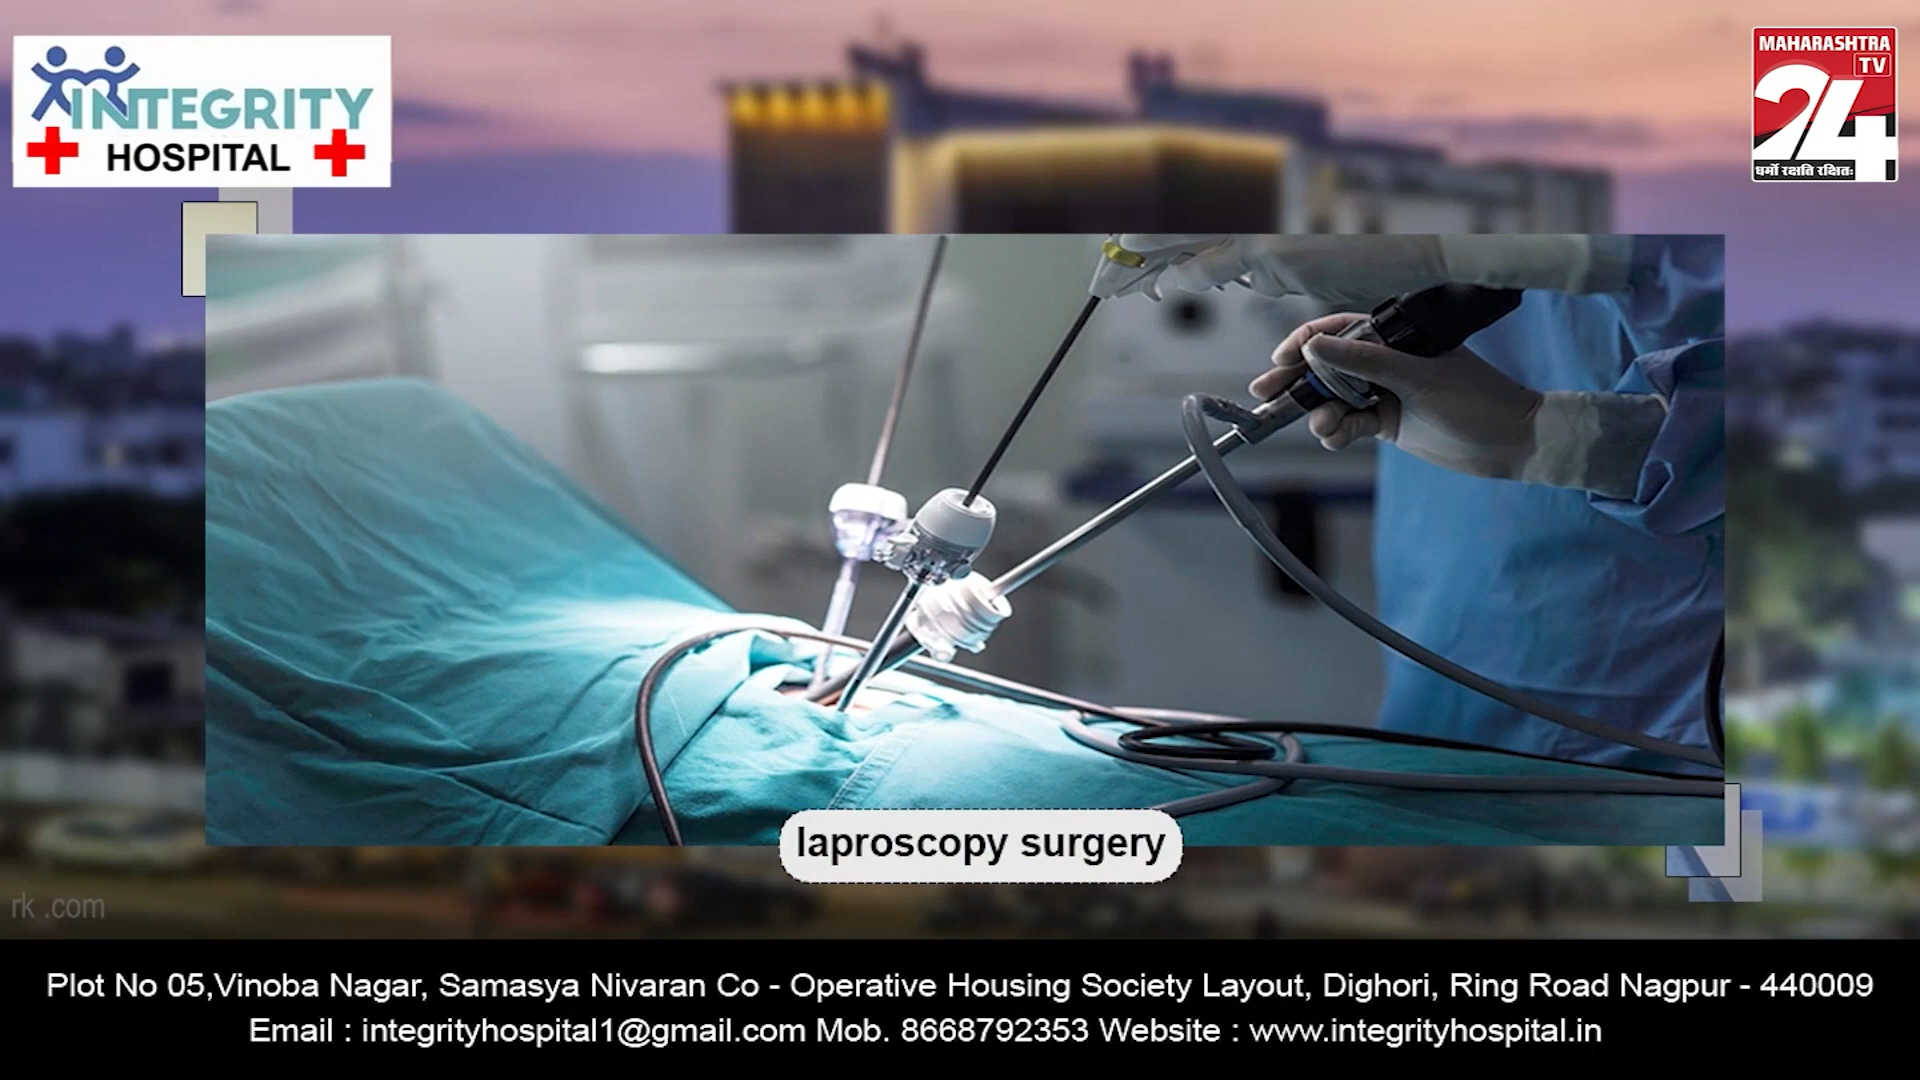 INTEGRITY
HOSPITAL
MAHARASHTRA
TV
24
धर्मो रक्षति रक्षितः
laproscopy surgery
rk .com
Plot No 05,Vinoba Nagar, Samasya Nivaran Co - Operative Housing Society Layout, Dighori, Ring Road Nagpur - 440009
Email : integrityhospital1@gmail.com Mob. 8668792353 Website : www.integrityhospital.in